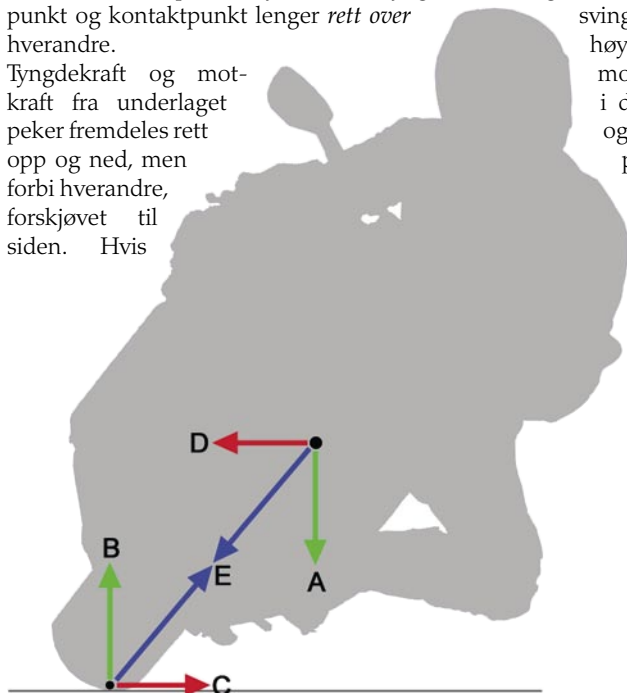 punkt og kontaktpunkt lenger rett over
hverandre.
Tyngdekraft og mot-
kraft fra underlaget
peker fremdeles rett
opp og ned, men
forbi hverandre,
forskjøvet til
siden. Hvis
sving
høy
mo
i d
og
p
D
B
E
A
C